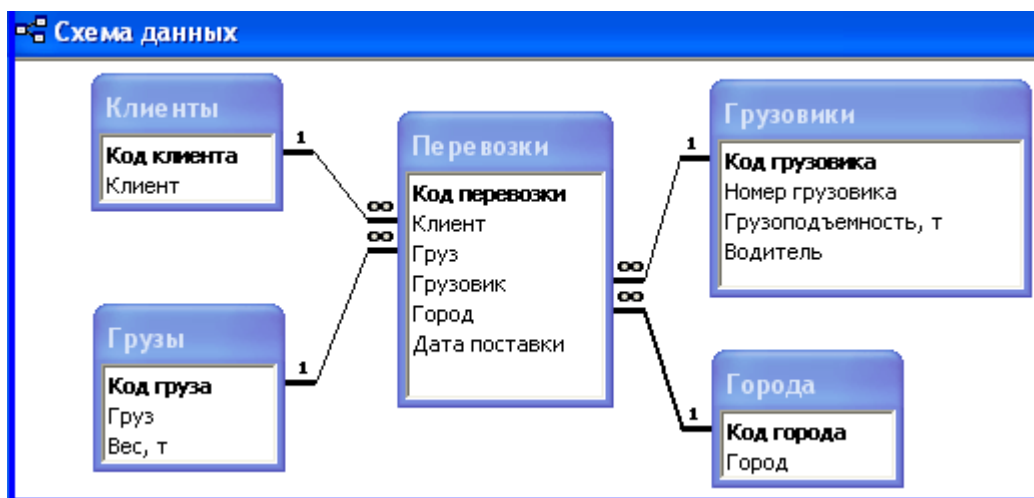 Схема данных
Клиенты
Код клиента
Клиент
1
∞
Грузы
Код груза
Груз
Вес, т
1
∞
Перевозки
Код перевозки
Клиент
Груз
Грузовик
Город
Дата поставки
Грузовики
Код грузовика
Номер грузовика
Грузоподъемность, т
Водитель
1
∞
Города
Код города
Город
1
∞